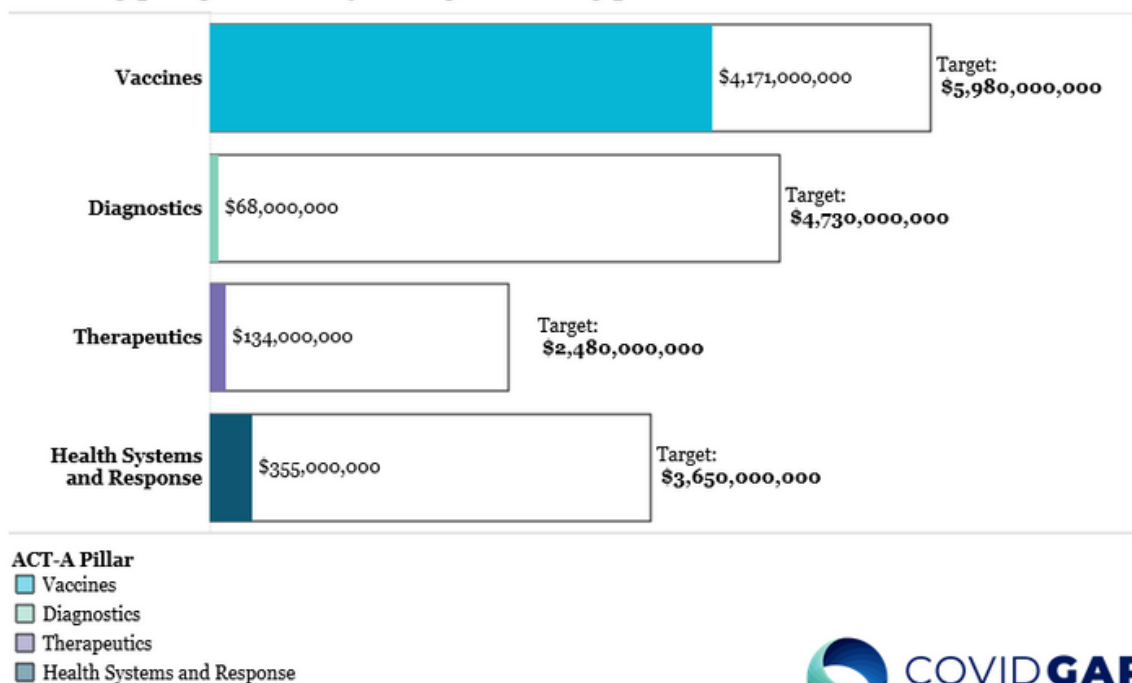 Vaccines
$4,171,000,000
Target:
$5,980,000,000
Diagnostics
$68,000,000
Target:
$4,730,000,000
Therapeutics
$134,000,000
Target:
$2,480,000,000
Health Systems
and Response
$355,000,000
Target:
$3,650,000,000
ACT-A Pillar
Vaccines
Diagnostics
Therapeutics
Health Systems and Response
COVID GAP